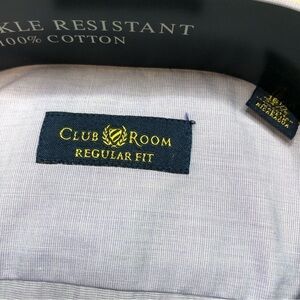 KLE RESISTANT
100% COTTON
CLUB ROOM
REGULAR FIT